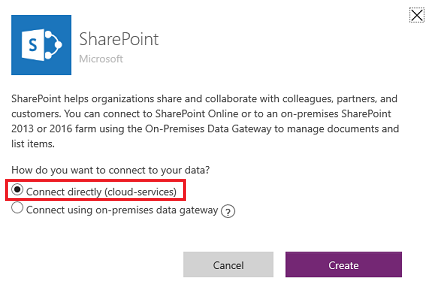 SharePoint
Microsoft
SharePoint helps organizations share and collaborate with colleagues, partners, and
customers. You can connect to SharePoint Online or to an on-premises SharePoint
2013 or 2016 farm using the On-Premises Data Gateway to manage documents and
list items.
How do you want to connect to your data?
Connect directly (cloud-services)
Connect using on-premises data gateway ?
Cancel Create